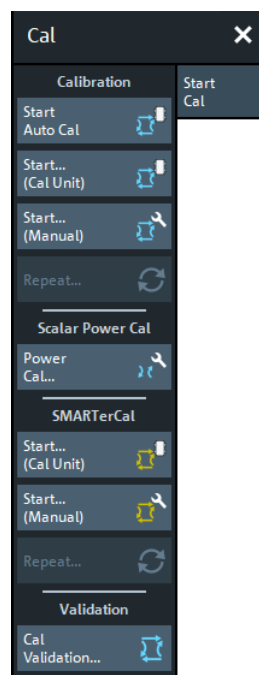 Cal
Calibration
Start
Auto Cal
Start...
(Cal Unit)
Start...
(Manual)
Repeat...
Scalar Power Cal
Power
Cal...
SMARTerCal
Start...
(Cal Unit)
Start...
(Manual)
Repeat...
Validation
Cal
Validation...
Start
Cal